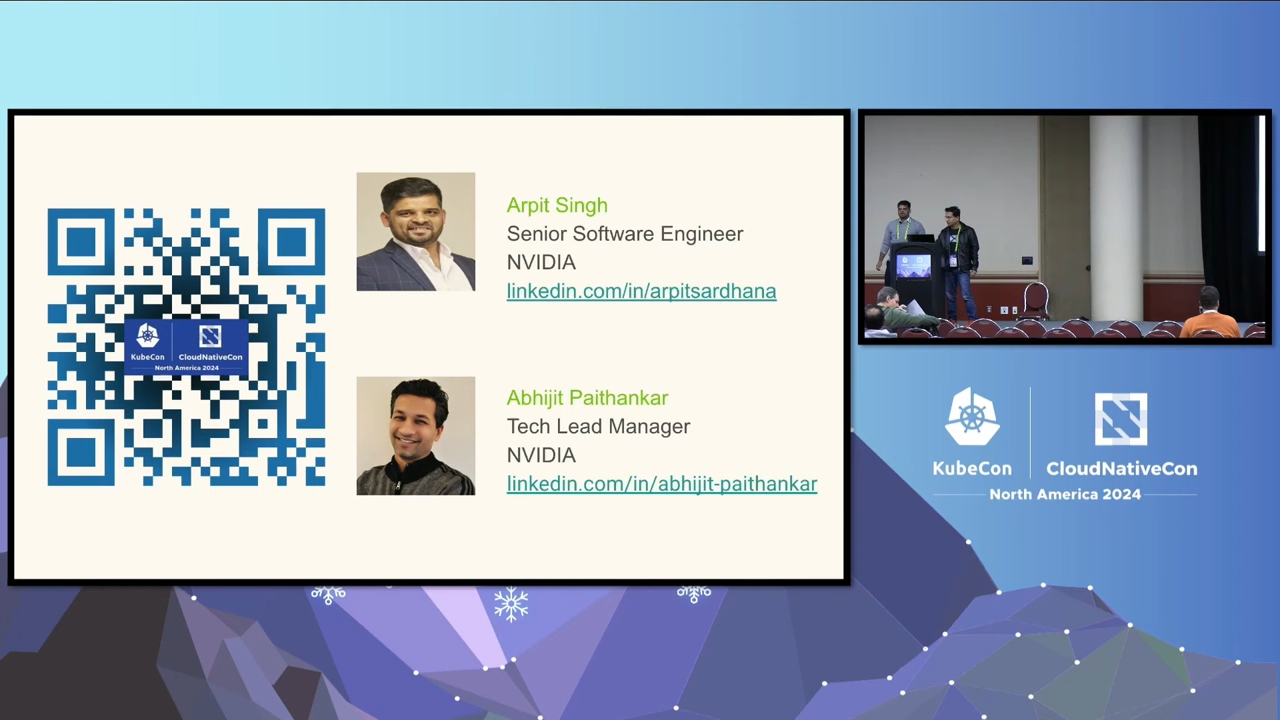 KubeCon
CloudNativeCon
North America 2024
Arpit Singh
Senior Software Engineer
NVIDIA
linkedin.com/in/arpitsardhana
Abhijit Paithankar
Tech Lead Manager
NVIDIA
linkedin.com/in/abhijit-paithankar
KubeCon
CloudNativeCon
North America 2024